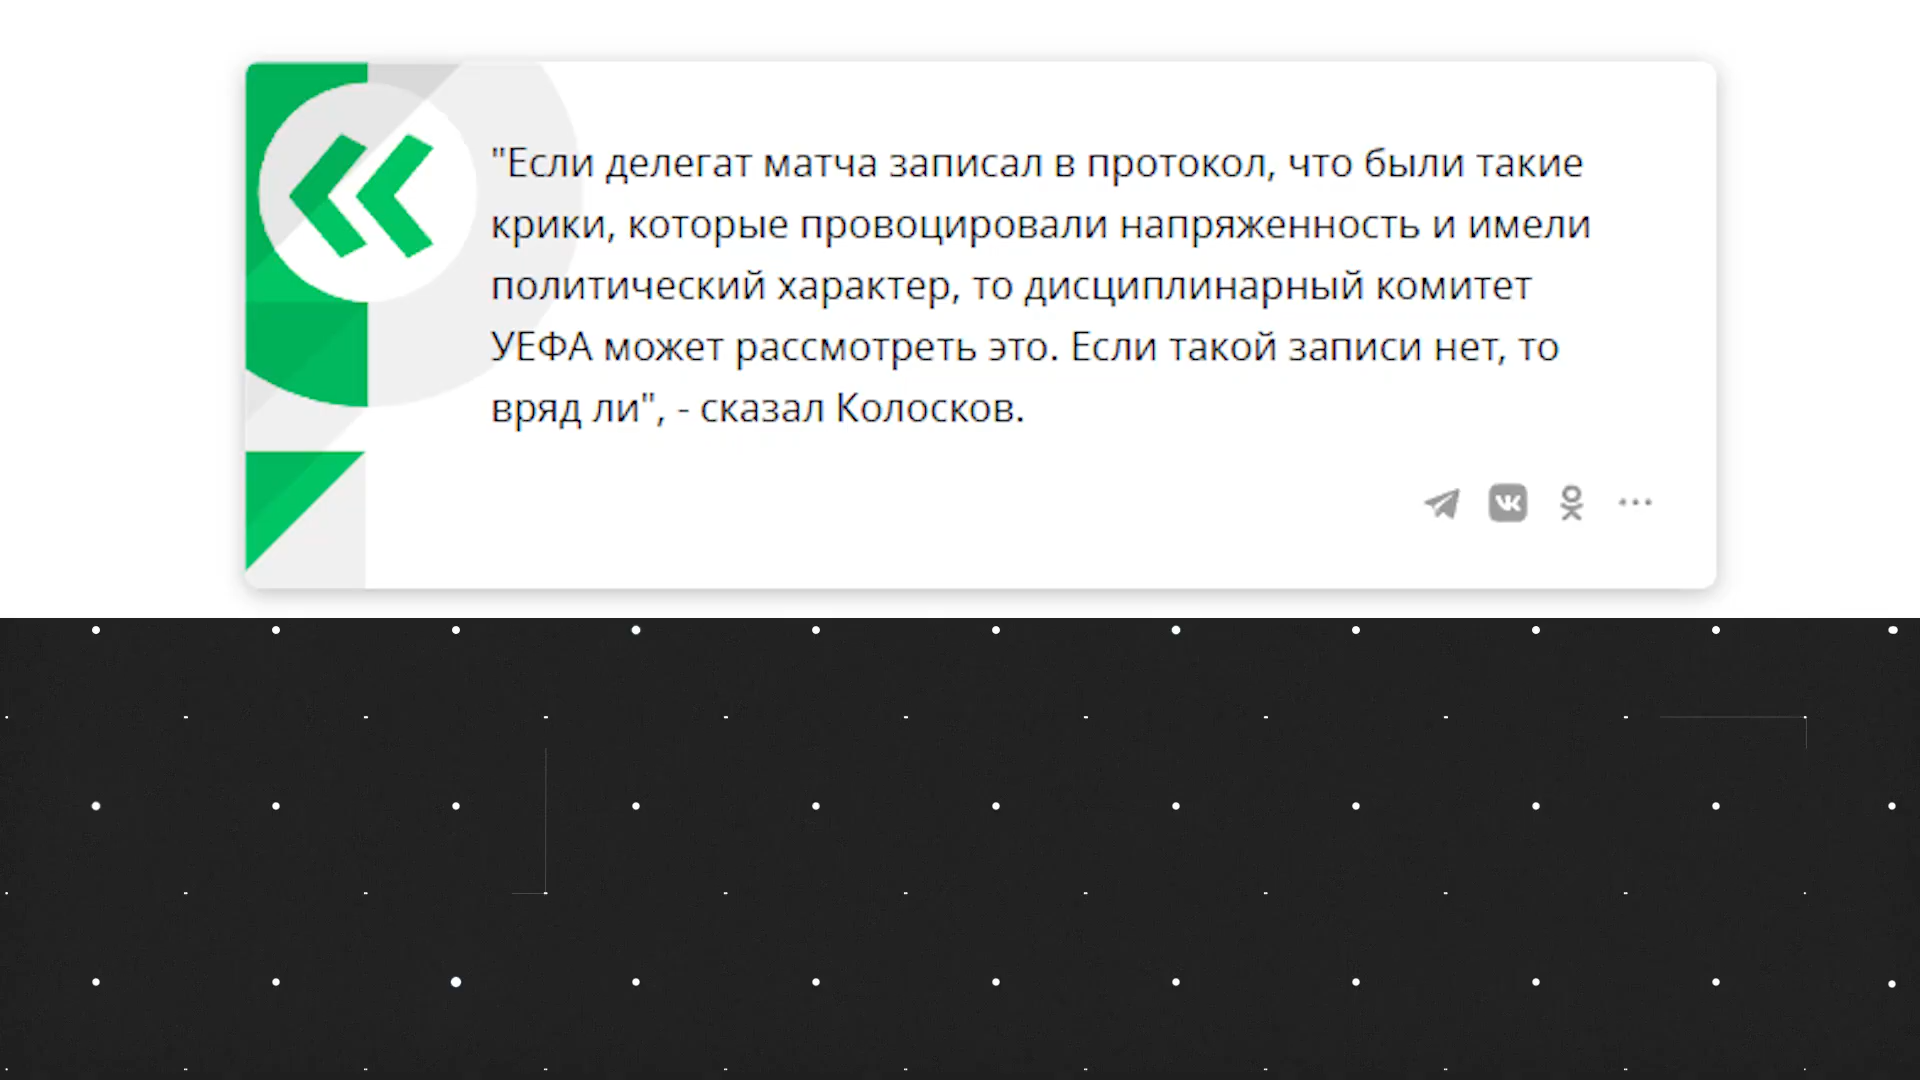 "Если делегат матча записал в протокол, что были такие
крики, которые провоцировали напряженность и имели
политический характер, то дисциплинарный комитет
УЕФА может рассмотреть это. Если такой записи нет, то
вряд ли", - сказал Колосков.